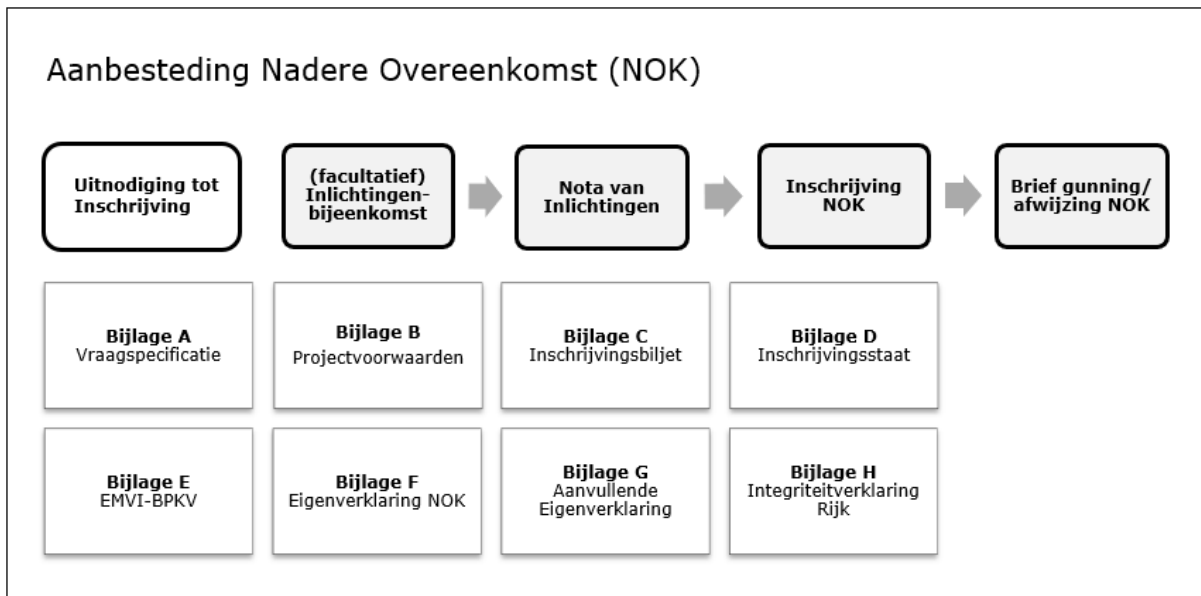 Aanbesteding Nadere Overeenkomst (NOK)
Uitnodiging tot
Inschrijving
(facultatief)
Inlichtingen-
bijeenkomst
Nota van
Inlichtingen
Inschrijving
NOK
Brief gunning/
afwijzing NOK
Bijlage A
Vraagspecificatie
Bijlage B
Projectvoorwaarden
Bijlage C
Inschrijvingsbiljet
Bijlage D
Inschrijvingsstaat
Bijlage E
EMVI-BPKV
Bijlage F
Eigenverklaring NOK
Bijlage G
Aanvullende
Eigenverklaring
Bijlage H
Integriteitverklaring
Rijk